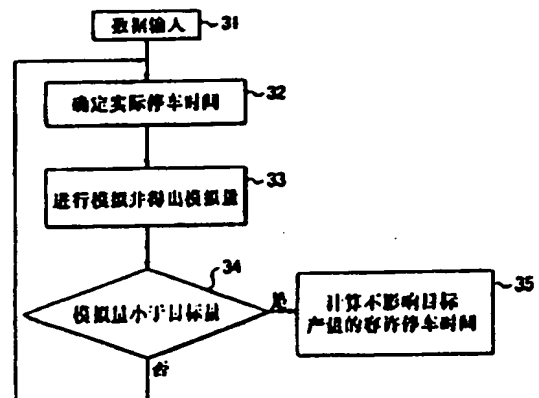 数据输入
31
确定实际停车时间
32
进行模拟并得出模拟量
33
34
模拟量小于目标量
是
计算不影响目标
产值的容许停车时间
35
否